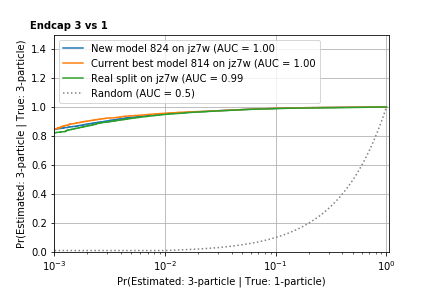 Endcap 3 vs 1
Pr(Estimated: 3-particle | True: 3-particle)
1.4
1.2
1.0
0.8
0.6
0.4
0.2
0.0
New model 824 on jz7w (AUC = 1.00
Current best model 814 on jz7w (AUC = 1.00
Real split on jz7w (AUC = 0.99
Random (AUC = 0.5)
10⁻³
10⁻²
10⁻¹
10⁰
Pr(Estimated: 3-particle | True: 1-particle)